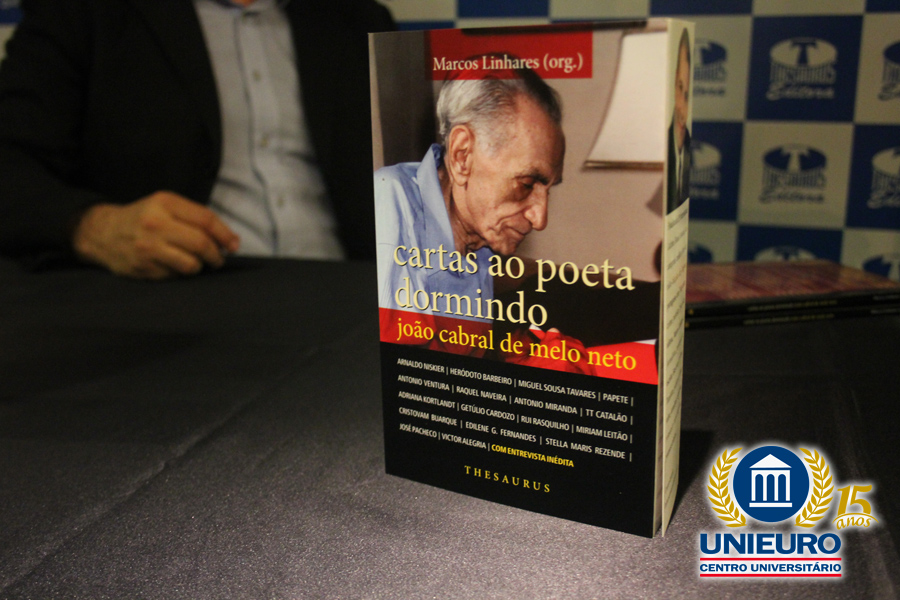 Marcos Linhares (org.)
cartas ao poeta
dormindo
joão cabral de melo neto
ARNALDO NISKIER | HERÓDOTO BARBEIRO | MIGUEL SOUSA TAVARES | PAPETE |
ANTONIO VENTURA | RAQUEL NAVEIRA | ANTONIO MIRANDA | TT CATALÃO |
ADRIANA KORTLANDT | GETÚLIO CARDOZO | RUI RASQUILHO | MIRIAM LEITÃO |
CRISTOVAM BUARQUE | EDILENE G. FERNANDES | STELLA MARIS REZENDE |
JOSÉ PACHECO | VICTOR ALEGRIA | COM ENTREVISTA INÉDITA
THESAURUS
T
THESAURUS
Editora
15
anos
UNIEURO
CENTRO UNIVERSITÁRIO